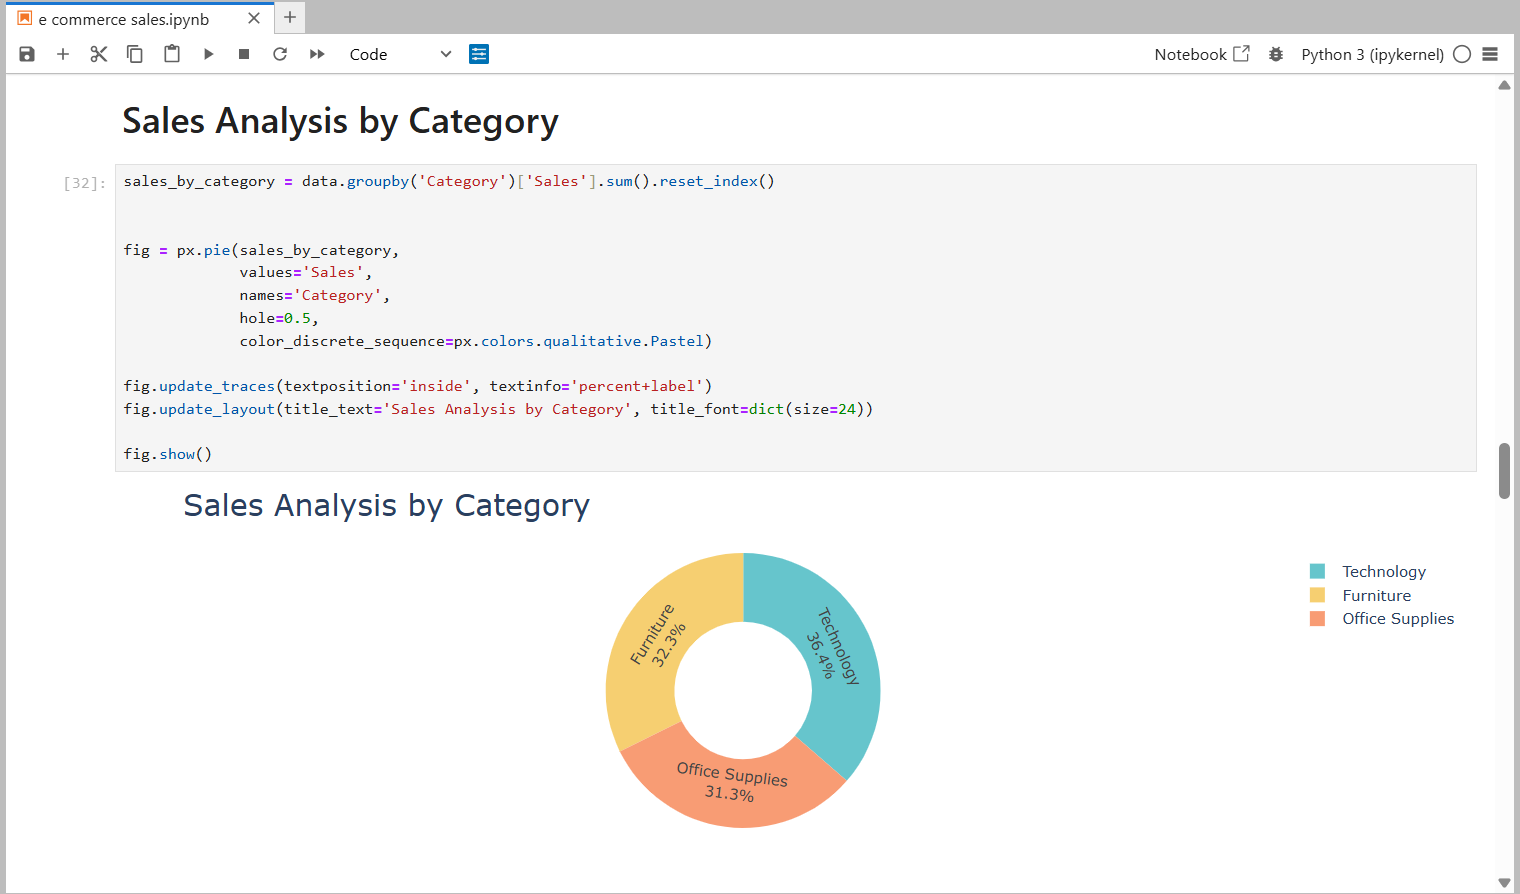 e commerce sales.ipynb
Code
Notebook
Python 3 (ipykernel)
Sales Analysis by Category
[32]:
sales_by_category = data.groupby('Category')['Sales'].sum().reset_index()
fig = px.pie(sales_by_category,
values='Sales',
names='Category',
hole=0.5,
color_discrete_sequence=px.colors.qualitative.Pastel)
fig.update_traces(textposition='inside', textinfo='percent+label')
fig.update_layout(title_text='Sales Analysis by Category', title_font=dict(size=24))
fig.show()
Sales Analysis by Category
Technology
Furniture
Office Supplies
Furniture
32.3%
Technology
36.4%
Office Supplies
31.3%